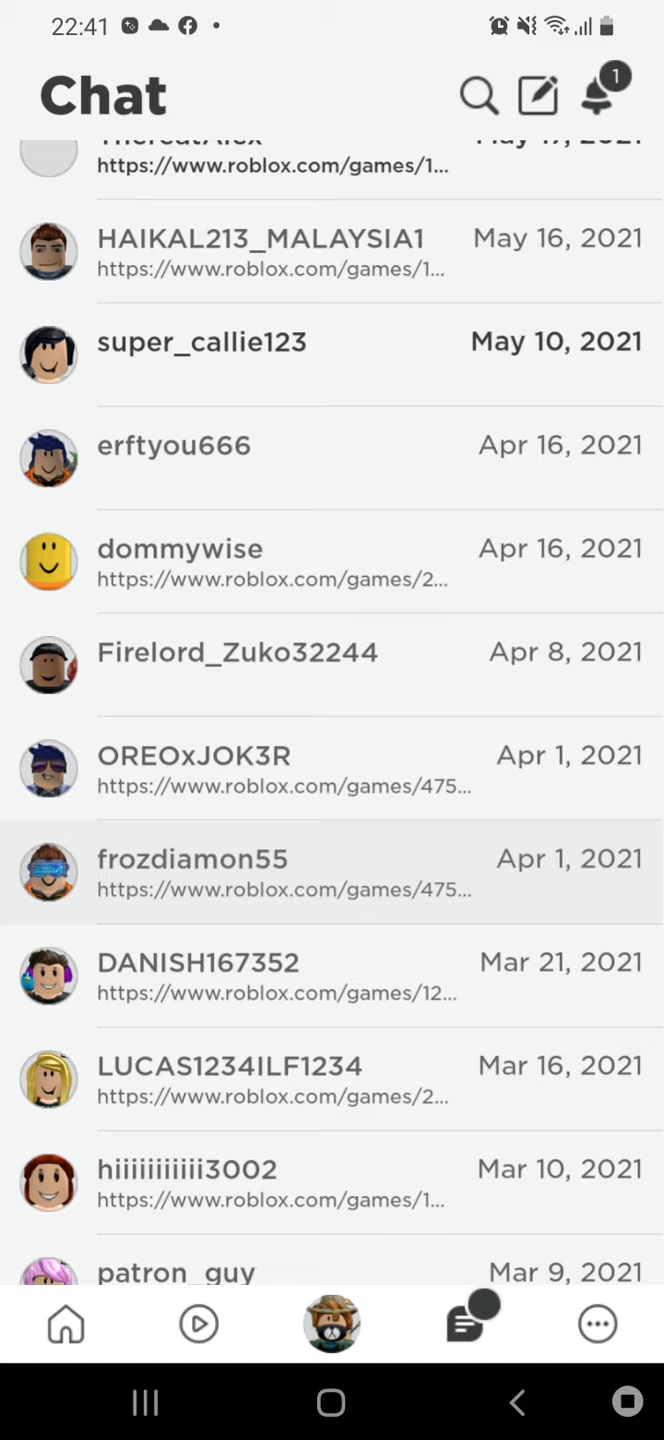 22:41
Chat
1
https://www.roblox.com/games/1...
HAIKAL213_MALAYSIA1 May 16, 2021
https://www.roblox.com/games/1...
super_callie123 May 10, 2021
erftyou666 Apr 16, 2021
dommywise Apr 16, 2021
https://www.roblox.com/games/2...
Firelord_Zuko32244 Apr 8, 2021
OREOxJOK3R Apr 1, 2021
https://www.roblox.com/games/475...
frozdiamon55 Apr 1, 2021
https://www.roblox.com/games/475...
DANISH167352 Mar 21, 2021
https://www.roblox.com/games/12...
LUCAS1234ILF1234 Mar 16, 2021
https://www.roblox.com/games/2...
hiiiiiiiiiii3002 Mar 10, 2021
https://www.roblox.com/games/1...
patron_guy Mar 9, 2021